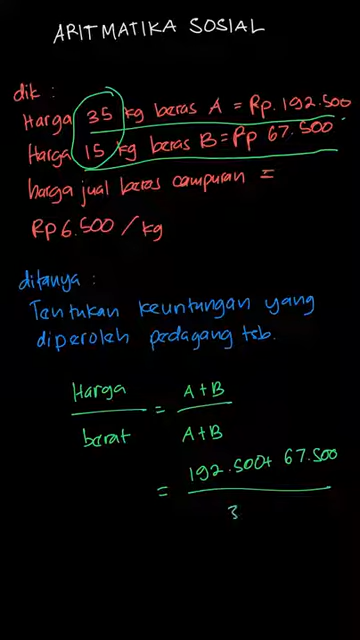 ARITMATIKA SOSIAL
dik :
Harga 35 kg beras A = Rp. 192.500
Harga 15 kg beras B = Rp 67.500
harga jual beras campuran =
Rp 6.500 / kg
ditanya :
Tentukan keuntungan yang
diperoleh pedagang tsb.
Harga / berat = A+B / A+B
= 192.500+ 67.500
3